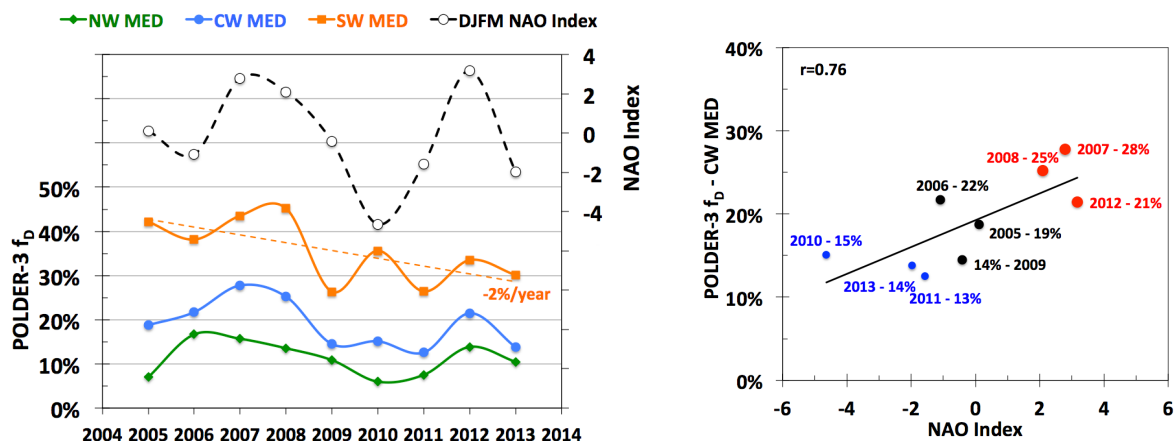 NW MED CW MED SW MED DJFM NAO Index
4
2
0
-2
-4
NAO Index
50%
40%
30%
20%
10%
0%
POLDER-3 fD
-2%/year
2004 2005 2006 2007 2008 2009 2010 2011 2012 2013 2014
40%
30%
20%
10%
0%
POLDER-3 fD - CW MED
r=0.76
2007 - 28%
2008 - 25%
2006 - 22%
2012 - 21%
2005 - 19%
2010 - 15%
14% - 2009
2013 - 14%
2011 - 13%
-6 -4 -2 0 2 4 6
NAO Index